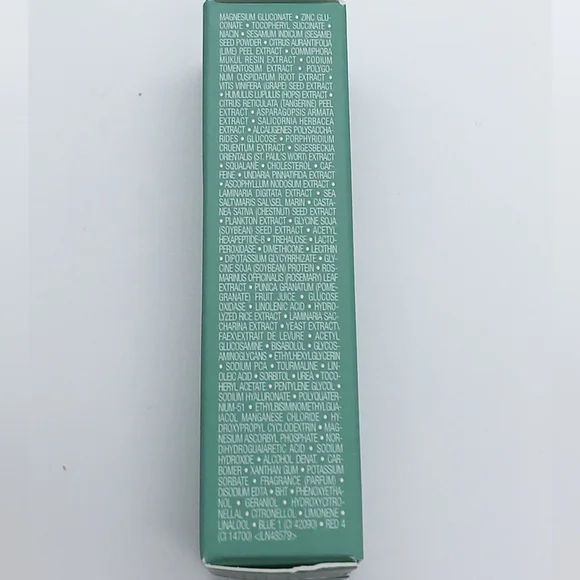 MAGNESIUM GLUCONATE • ZINC GLU-
CONATE • TOCOPHERYL SUCCINATE •
NIACIN • SESAMUM INDICUM (SESAME)
SEED POWDER • CITRUS AURANTIFOLIA
(LIME) PEEL EXTRACT • COMMIPHORA
MUKUL RESIN EXTRACT • CODIUM
TOMENTOSUM EXTRACT • POLYGO-
NUM CUSPIDATUM ROOT EXTRACT •
VITIS VINIFERA (GRAPE) SEED EXTRACT
• HUMULUS LUPULUS (HOPS) EXTRACT •
CITRUS RETICULATA (TANGERINE) PEEL
EXTRACT • ASPARAGOPSIS ARMATA
EXTRACT • SALICORNIA HERBACEA
EXTRACT • ALCALIGENES POLYSACCHA-
RIDES • GLUCOSE • PORPHYRIDIUM
CRUENTUM EXTRACT • SIGESBECKIA
ORIENTALIS (ST. PAUL'S WORT) EXTRACT
• SQUALANE • CHOLESTEROL • CAF-
FEINE • UNDARIA PINNATIFIDA EXTRACT
• ASCOPHYLLUM NODOSUM EXTRACT •
LAMINARIA DIGITATA EXTRACT • SEA
SALT\MARIS SAL\SEL MARIN • CASTA-
NEA SATIVA (CHESTNUT) SEED EXTRACT
• PLANKTON EXTRACT • GLYCINE SOJA
(SOYBEAN) SEED EXTRACT • ACETYL
HEXAPEPTIDE-8 • TREHALOSE • LACTO-
PEROXIDASE • DIMETHICONE • LECITHIN
• DIPOTASSIUM GLYCYRRHIZATE • GLY-
CINE SOJA (SOYBEAN) PROTEIN • ROS-
MARINUS OFFICINALIS (ROSEMARY) LEAF
EXTRACT • PUNICA GRANATUM (POME-
GRANATE) FRUIT JUICE • GLUCOSE
OXIDASE • LINOLENIC ACID • HYDRO-
LYZED RICE EXTRACT • LAMINARIA SAC-
CHARINA EXTRACT • YEAST EXTRACT\
FAEX\EXTRAIT DE LEVURE • ACETYL
GLUCOSAMINE • BISABOLOL • GLYCOS-
AMINOGLYCANS • ETHYLHEXYLGLYCERIN
• SODIUM PCA • TOURMALINE • LIN-
OLEIC ACID • SORBITOL • UREA • TOCO-
PHERYL ACETATE • PENTYLENE GLYCOL •
SODIUM HYALURONATE • POLYQUATER-
NIUM-51 • ETHYLBISIMINOMETHYLGUA-
IACOL MANGANESE CHLORIDE • HY-
DROXYPROPYL CYCLODEXTRIN • MAG-
NESIUM ASCORBYL PHOSPHATE • NOR-
DIHYDROGUAIARETIC ACID • SODIUM
HYDROXIDE • ALCOHOL DENAT. • CAR-
BOMER • XANTHAN GUM • POTASSIUM
SORBATE • FRAGRANCE (PARFUM) •
DISODIUM EDTA • BHT • PHENOXYETHA-
NOL • GERANIOL • HYDROXYCITRO-
NELLAL • CITRONELLOL • LIMONENE •
LINALOOL • BLUE 1 (CI 42090) • RED 4
(CI 14700) <ILN48579>